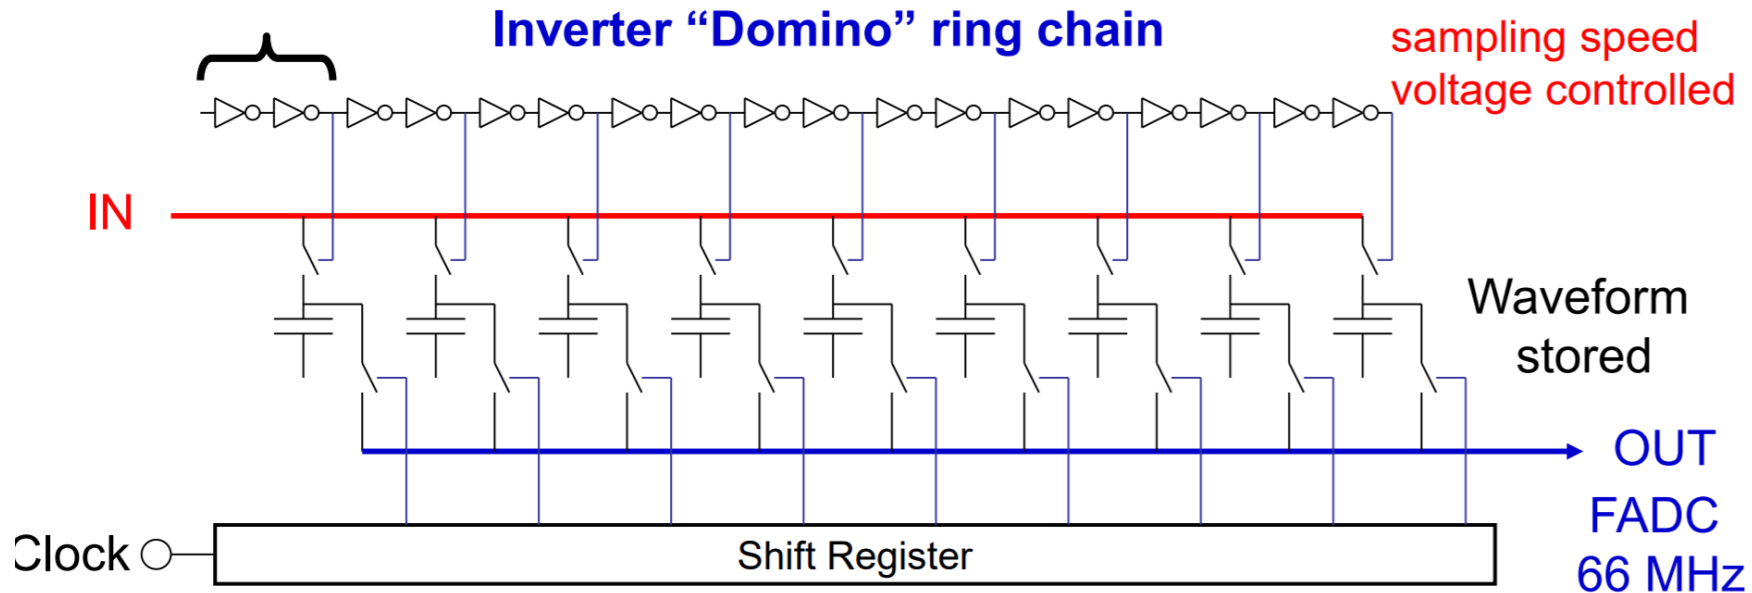 Inverter “Domino” ring chain
sampling speed
voltage controlled
IN
Waveform
stored
OUT
FADC
66 MHz
Clock
Shift Register